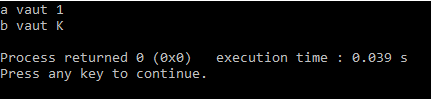 a vaut 1
b vaut K
Process returned 0 (0x0)   execution time : 0.039 s
Press any key to continue.